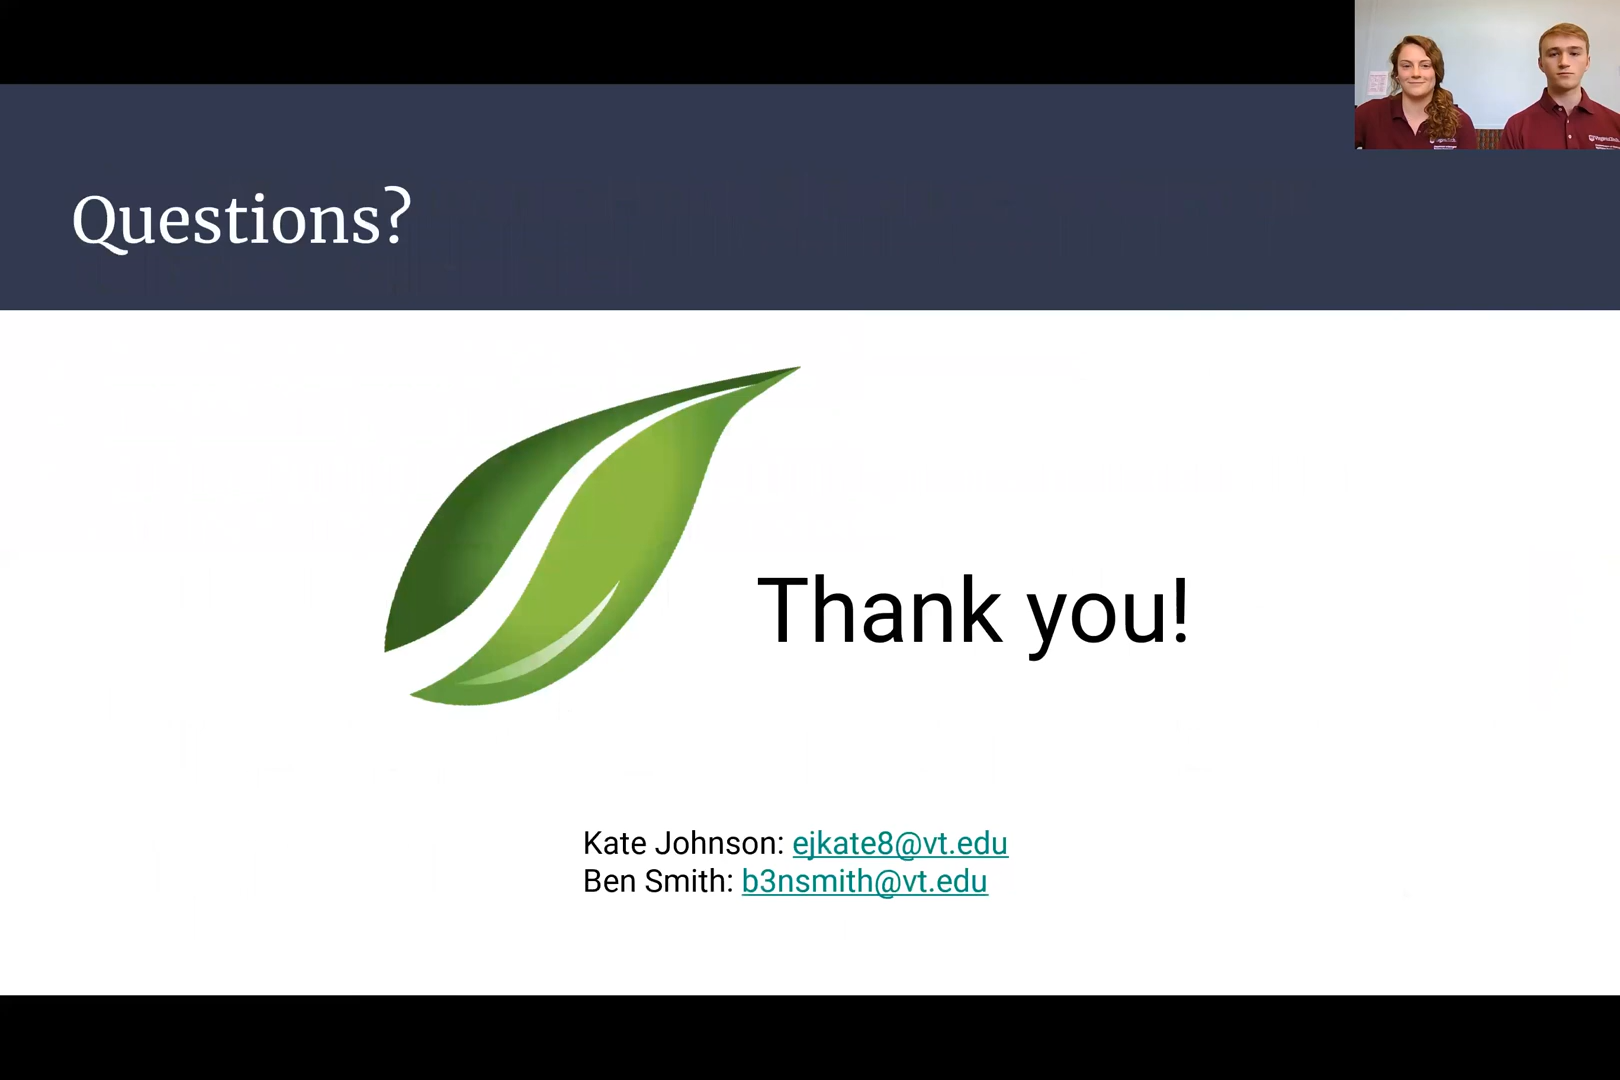 Questions?
Thank you!
Kate Johnson: ejkate8@vt.edu
Ben Smith: b3nsmith@vt.edu